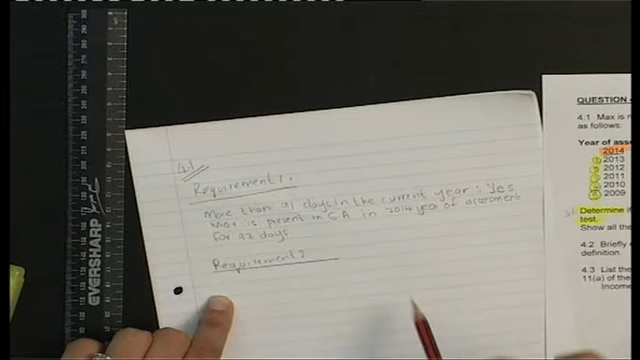 4.1
Requirement 1.
More than 91 days in the current year : Yes
Max is present in S.A in 2014 year of assesment
for 92 days
Requirement 2
EVERSHARP
QUESTION
4.1 Max is n
as follows:
Year of asse
2014
2013
2012
2011
2010
2009
Determine i
test.
Show all the
4.2 Briefly
definition.
4.3 List the
11(a) of the
Income